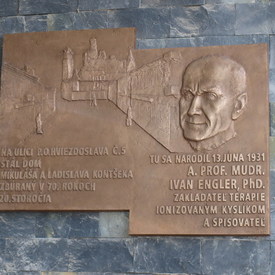 NA ULICI P.O.HVIEZDOSLAVA Č.5
STÁL DOM
MIKULÁŠA A LADISLAVA KONTŠEKA
ZBÚRANÝ V 70. ROKOCH
20. STOROČIA
TU SA NARODIL 13.JÚNA 1931
A. PROF. MUDR.
IVAN ENGLER, PHD.
ZAKLADATEĽ TERAPIE
IONIZOVANÝM KYSLÍKOM
A SPISOVATEĽ